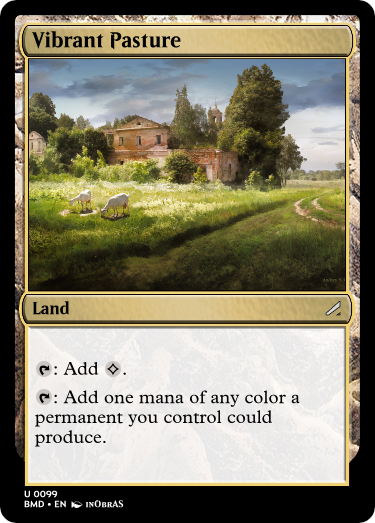 Vibrant Pasture
Land
: Add .
: Add one mana of any color a
permanent you control could
produce.
U 0099
BMD • EN inObrAS